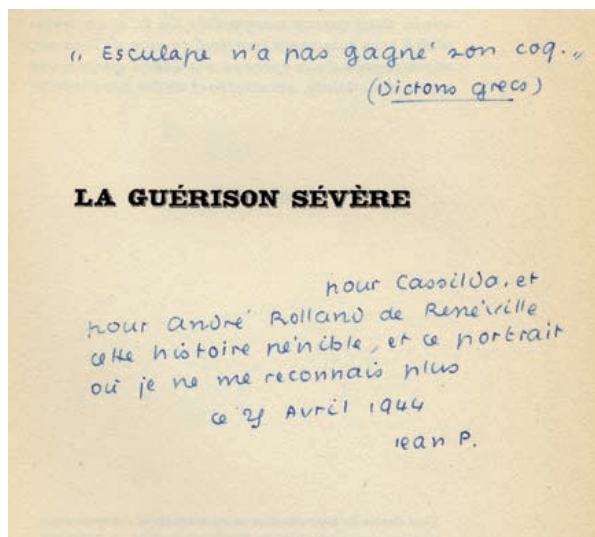 „ Esculape n'a pas gagné son coq. „
(Dictons grecs)
LA GUÉRISON SÉVÈRE
pour Cassilda, et
pour André Rolland de Renéville
cette histoire pénible, et ce portrait
où je ne me reconnais plus
ce Avril 1944
Jean P.